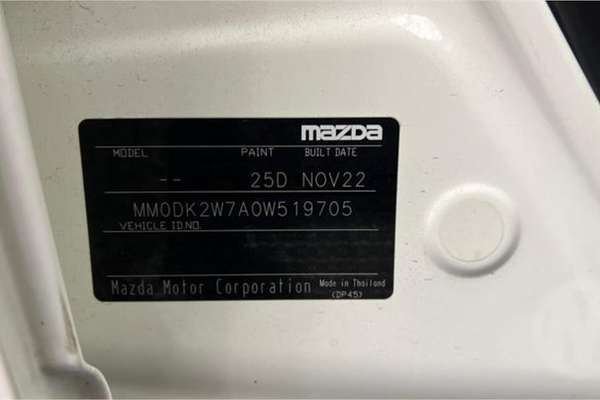 mazda
MODEL PAINT BUILT DATE
-- 25D NOV22
MM0DK2W7A0W519705
VEHICLE ID.NO.
Mazda Motor Corporation Made in Thailand
(DP45)